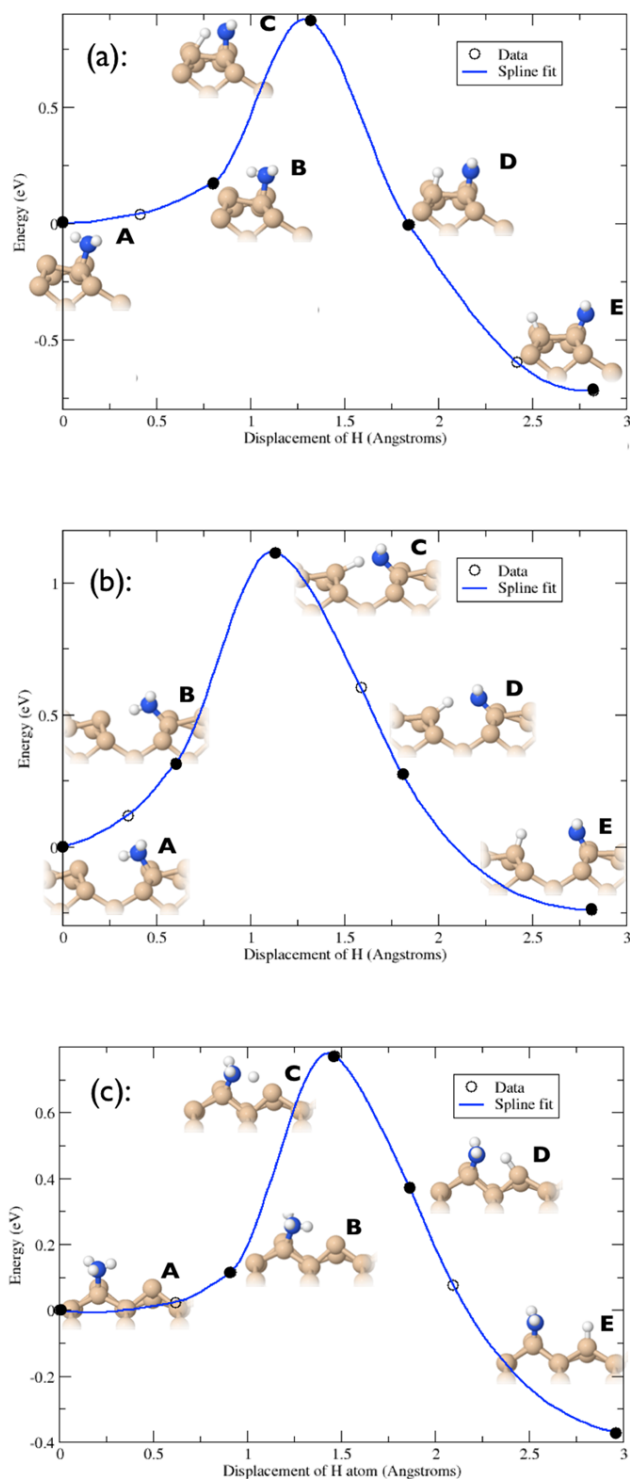 (a):
C
Data
Spline fit
0.5
B
D
Energy (eV)
0
A
E
-0.5
0 0.5 1 1.5 2 2.5 3
Displacement of H (Angstroms)
(b):
C
Data
Spline fit
1
B
D
Energy (eV)
0.5
A
E
0
0 0.5 1 1.5 2 2.5 3
Displacement of H (Angstroms)
(c):
C
Data
Spline fit
0.6
D
Energy (eV)
0.4
B
0.2
A
0
E
-0.2
-0.4
0 0.5 1 1.5 2 2.5 3
Displacement of H atom (Angstroms)